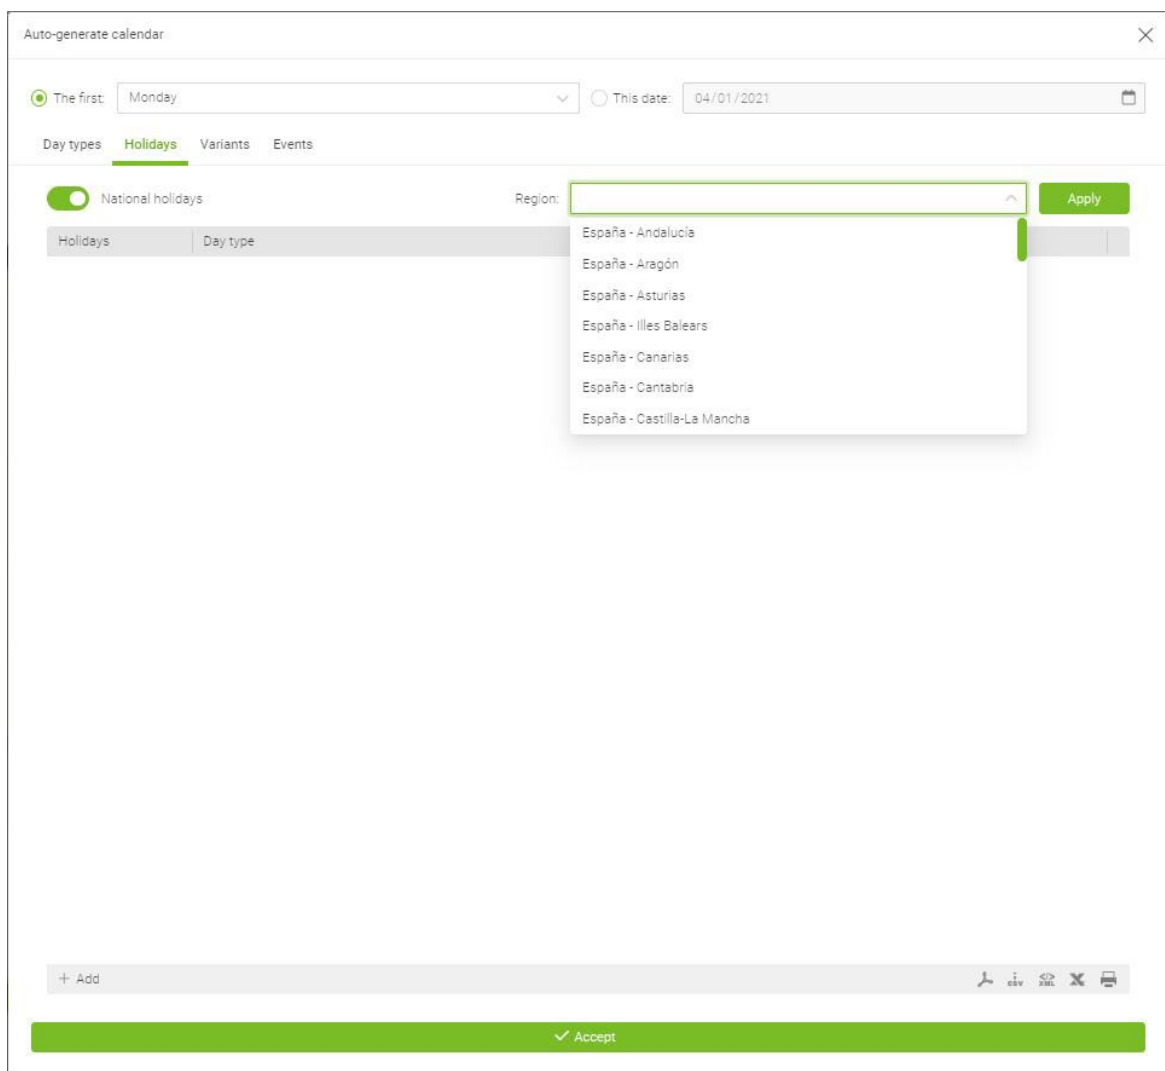 Auto-generate calendar
The first: Monday This date: 04/01/2021
Day types Holidays Variants Events
National holidays Region: Apply
Holidays Day type
España - Andalucía
España - Aragón
España - Asturias
España - Illes Balears
España - Canarias
España - Cantabria
España - Castilla-La Mancha
+ Add CSV XML
Accept